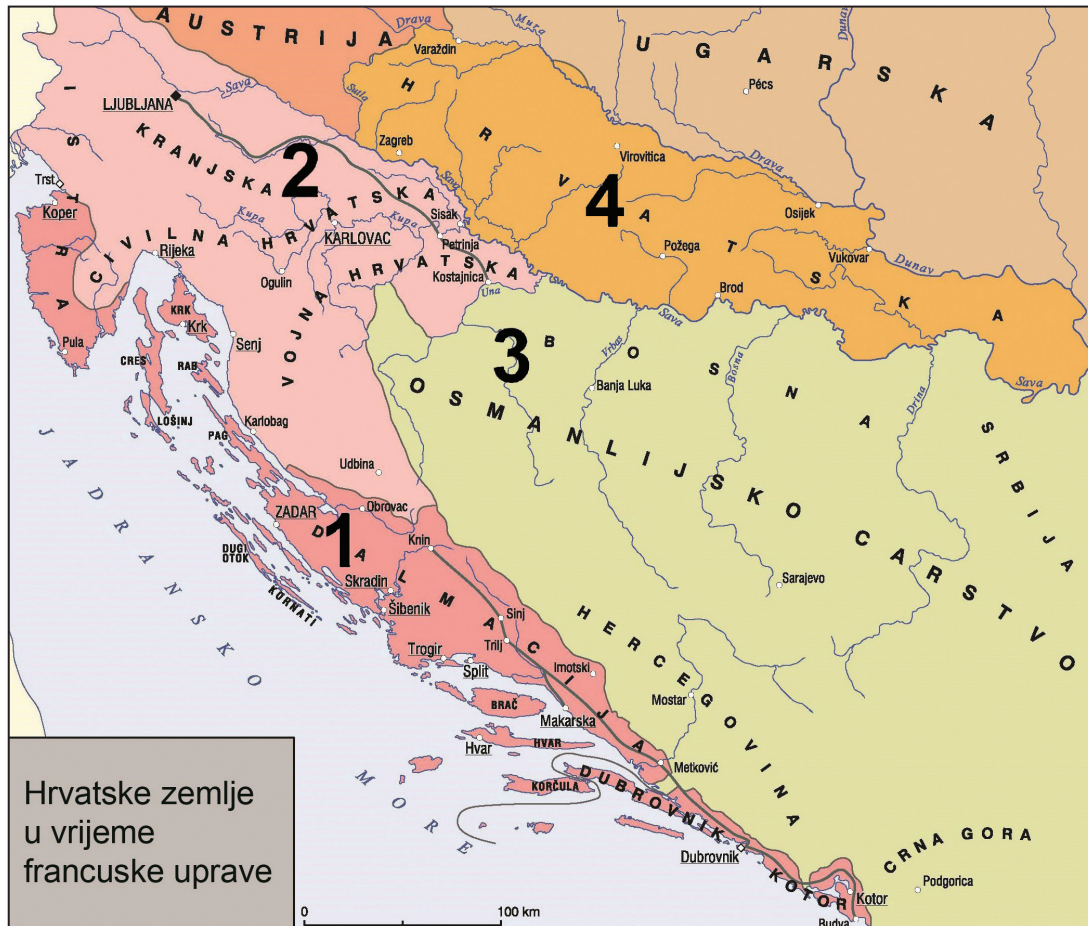 AUSTRIJA
UGARSKA
HRVATSKA
Drava
Mura
Dunav
Varaždin
Sutla
Sava
LJUBLJANA
Pécs
Zagreb
Virovitica
Drava
ISTRA
KRANJSKA
2
CIVILNA HRVATSKA
VOJNA HRVATSKA
4
Trst
Koper
Kupa
Kupa
Sava
Sisak
KARLOVAC
Petrinja
Osijek
Požega
Vukovar
Dunav
Rijeka
Ogulin
Kostajnica
Una
Brod
Sava
Sava
KRK
Krk
Pula
CRES
RAB
Senj
LOŠINJ
PAG
Karlobag
3
BOSNA
OSMANLIJSKO CARSTVO
Vrbas
Bosna
Drina
Banja Luka
SRBIJA
Udbina
Obrovac
ZADAR
1
DALMACIJA
Knin
DUGI
OTOK
KORNATI
Skradin
Šibenik
Sinj
Trilj
Sarajevo
Trogir
Split
Imotski
HERCEGOVINA
Mostar
BRAČ
Makarska
Hvar
HVAR
Metković
KORČULA
DUBROVNIK
Dubrovnik
KOTOR
Kotor
Budva
CRNA GORA
Podgorica
JADRANSKO MORE
Hrvatske zemlje
u vrijeme
francuske uprave
0 100 km